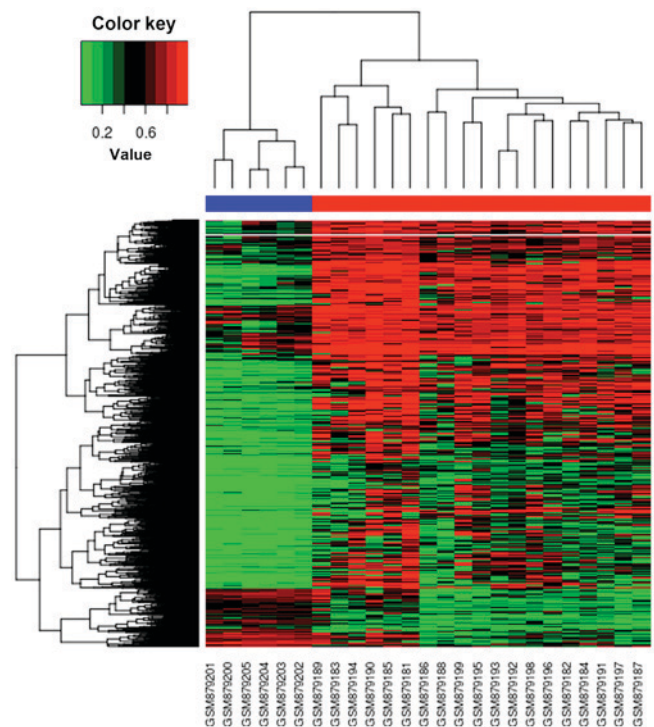 Color key
0.2 0.6
Value
GSM879201
GSM879200
GSM879205
GSM879204
GSM879203
GSM879202
GSM879189
GSM879183
GSM879194
GSM879190
GSM879185
GSM879181
GSM879186
GSM879188
GSM879199
GSM879195
GSM879193
GSM879192
GSM879198
GSM879196
GSM879182
GSM879184
GSM879191
GSM879197
GSM879187